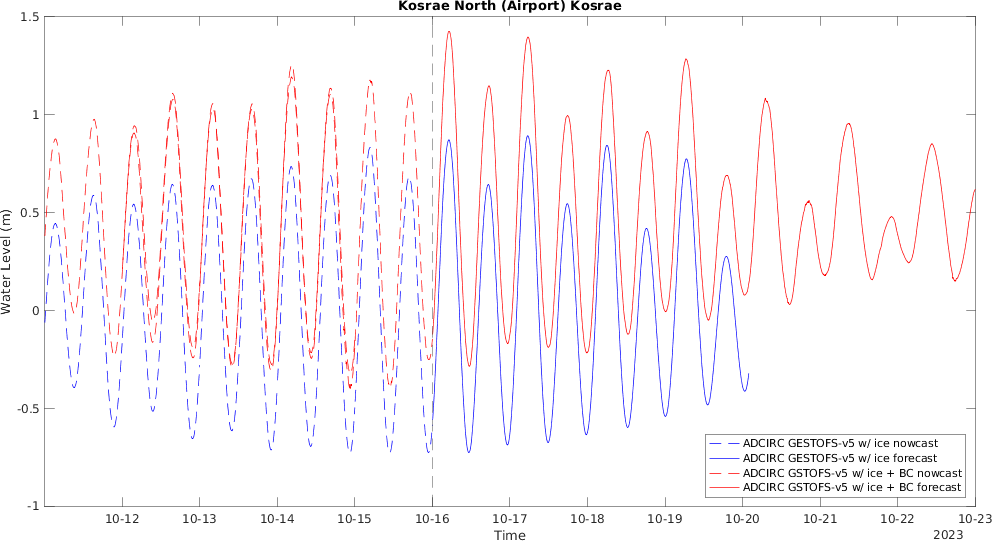 Kosrae North (Airport) Kosrae
Water Level (m)
1.5
1
0.5
0
-0.5
-1
10-12 10-13 10-14 10-15 10-16 10-17 10-18 10-19 10-20 10-21 10-22 10-23
Time
2023
ADCIRC GESTOFS-v5 w/ ice nowcast
ADCIRC GESTOFS-v5 w/ ice forecast
ADCIRC GSTOFS-v5 w/ ice + BC nowcast
ADCIRC GSTOFS-v5 w/ ice + BC forecast